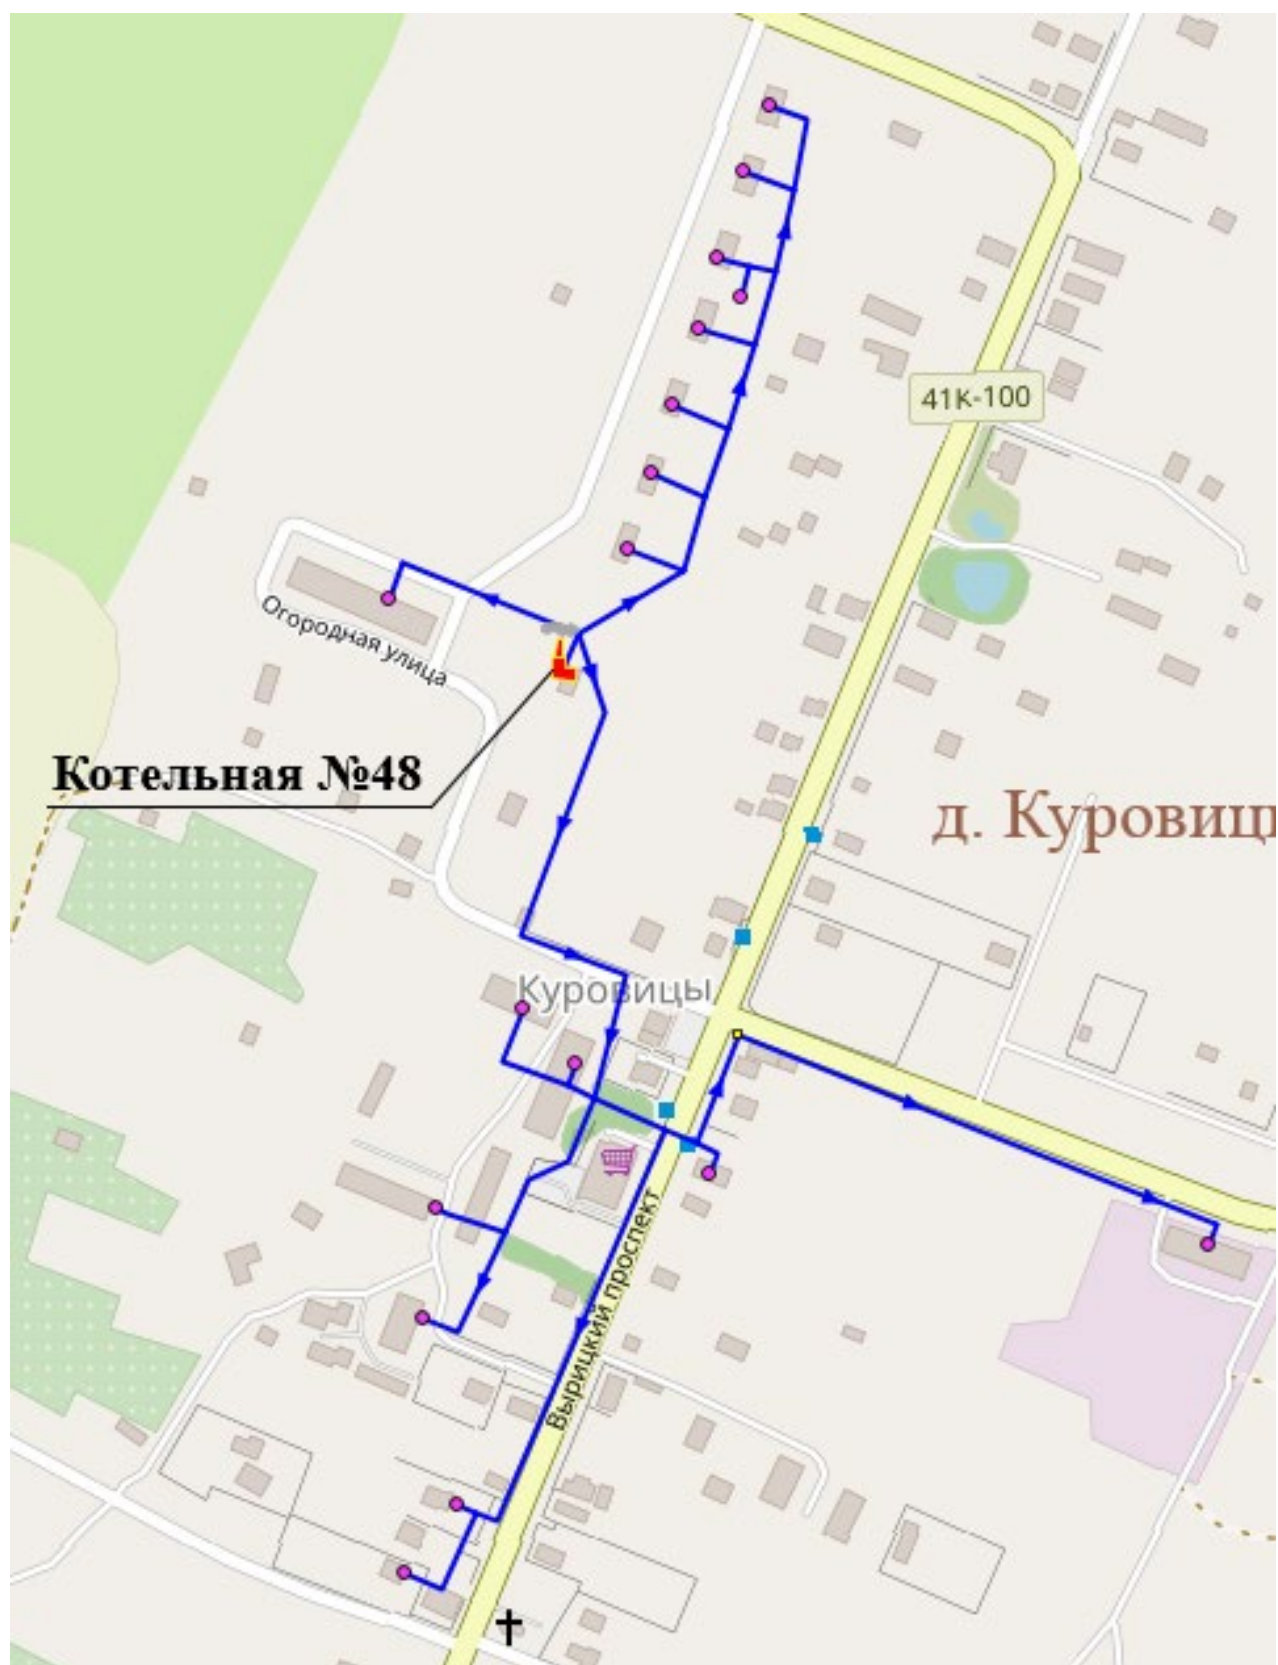 41К-100
Огородная улица
Котельная №48
д. Куровиц
Куровицы
Вырицкий проспект